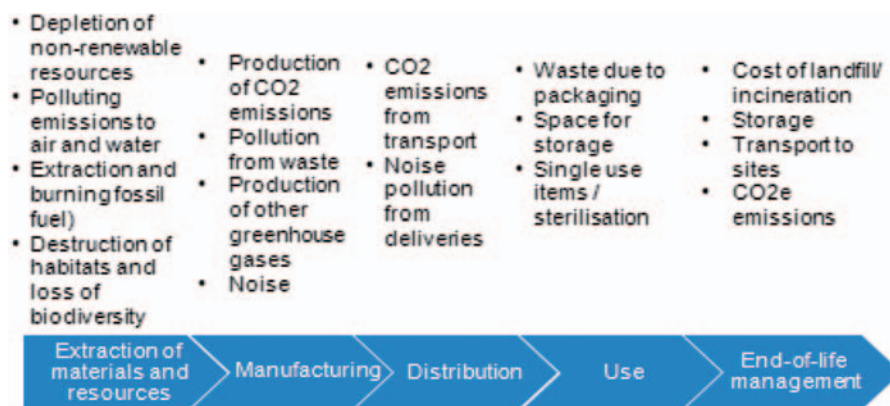 • Depletion of
non-renewable
resources
• Polluting
emissions to
air and water
• Extraction and
burning fossil
fuel)
• Destruction of
habitats and
loss of
biodiversity
• Production
of CO2
emissions
• Pollution
from waste
• Production
of other
greenhouse
gases
• Noise
• CO2
emissions
from
transport
• Noise
pollution
from
deliveries
• Waste due to
packaging
• Space for
storage
• Single use
items /
sterilisation
• Cost of landfill/
incineration
• Storage
• Transport to
sites
• CO2e
emissions
Extraction of
materials and
resources
Manufacturing
Distribution
Use
End-of-life
management